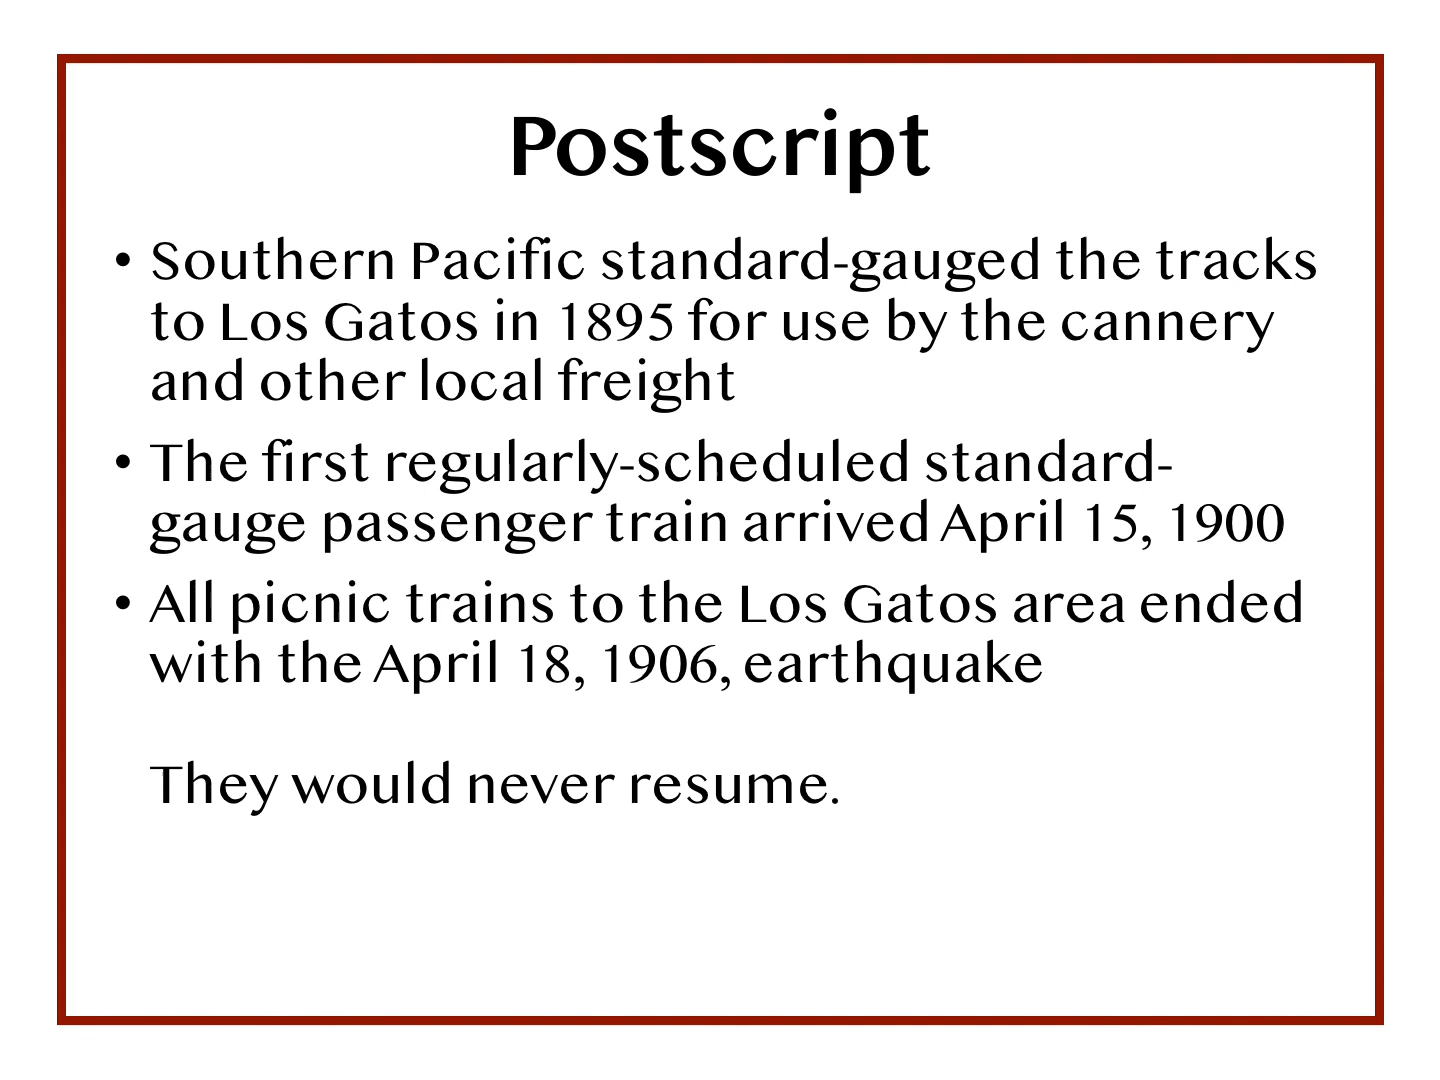 Postscript
• Southern Pacific standard-gauged the tracks
to Los Gatos in 1895 for use by the cannery
and other local freight
• The first regularly-scheduled standard-
gauge passenger train arrived April 15, 1900
• All picnic trains to the Los Gatos area ended
with the April 18, 1906, earthquake
They would never resume.